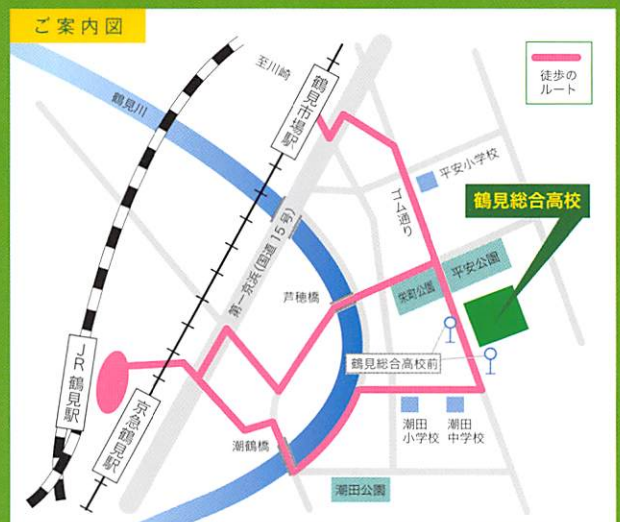 ご案内図
至川崎
徒歩の
ルート
鶴見川
鶴見市場駅
平安小学校
ゴム通り
鶴見総合高校
第一京浜(国道15号)
芦穂橋
栄町公園
平安公園
鶴見総合高校前
JR鶴見駅
京急鶴見駅
潮鶴橋
潮田
小学校
潮田
中学校
潮田公園